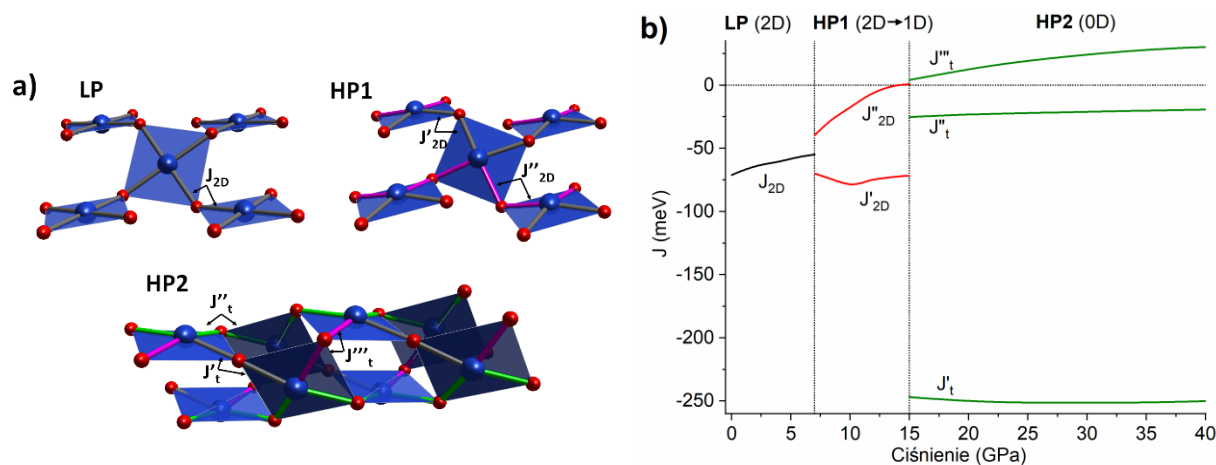 a)
LP
HP1
J'2D
J2D
J''2D
HP2
J''t
J'''t
J't
b)
LP (2D) HP1 (2D→1D) HP2 (0D)
J'''t
0
J''2D
J''t
-50
J2D
J'2D
-100
J (meV)
-150
-200
J't
-250
0 5 10 15 20 25 30 35 40
Ciśnienie (GPa)